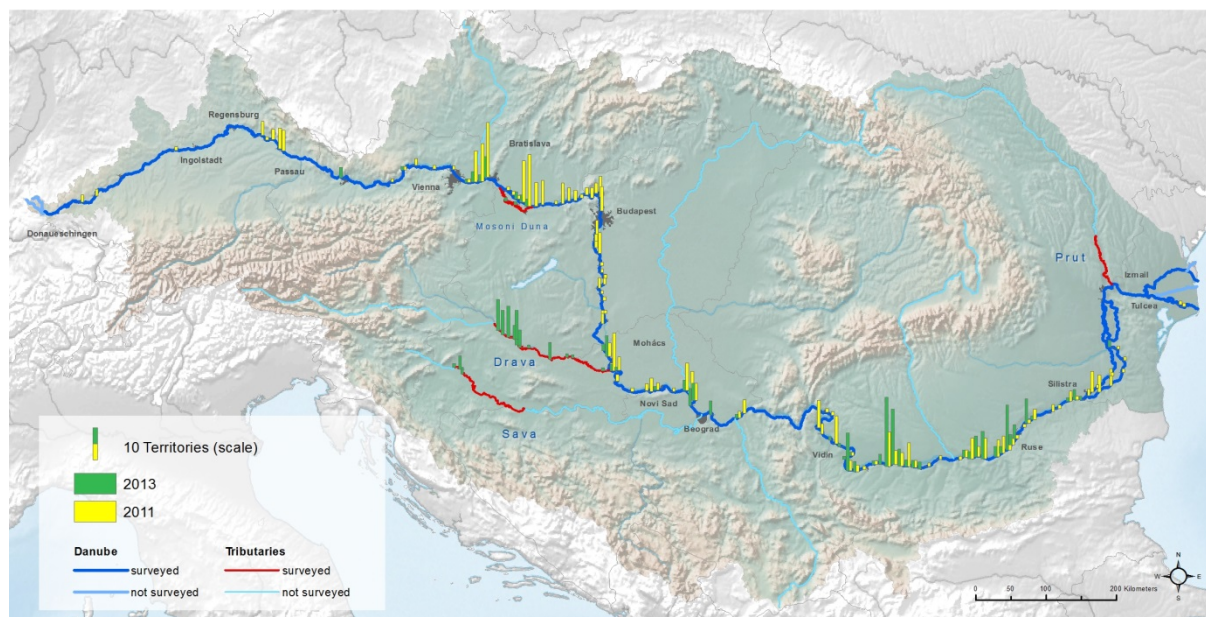 Regensburg
Ingolstadt
Passau
Donaueschingen
Vienna
Bratislava
Mosoni Duna
Budapest
Prut
Izmail
Tulcea
Drava
Mohács
Silistra
Novi Sad
Sava
Beograd
Vidin
Ruse
10 Territories (scale)
2013
2011
Danube Tributaries
surveyed surveyed
not surveyed not surveyed
N
W E
S
0 50 100 200 Kilometers